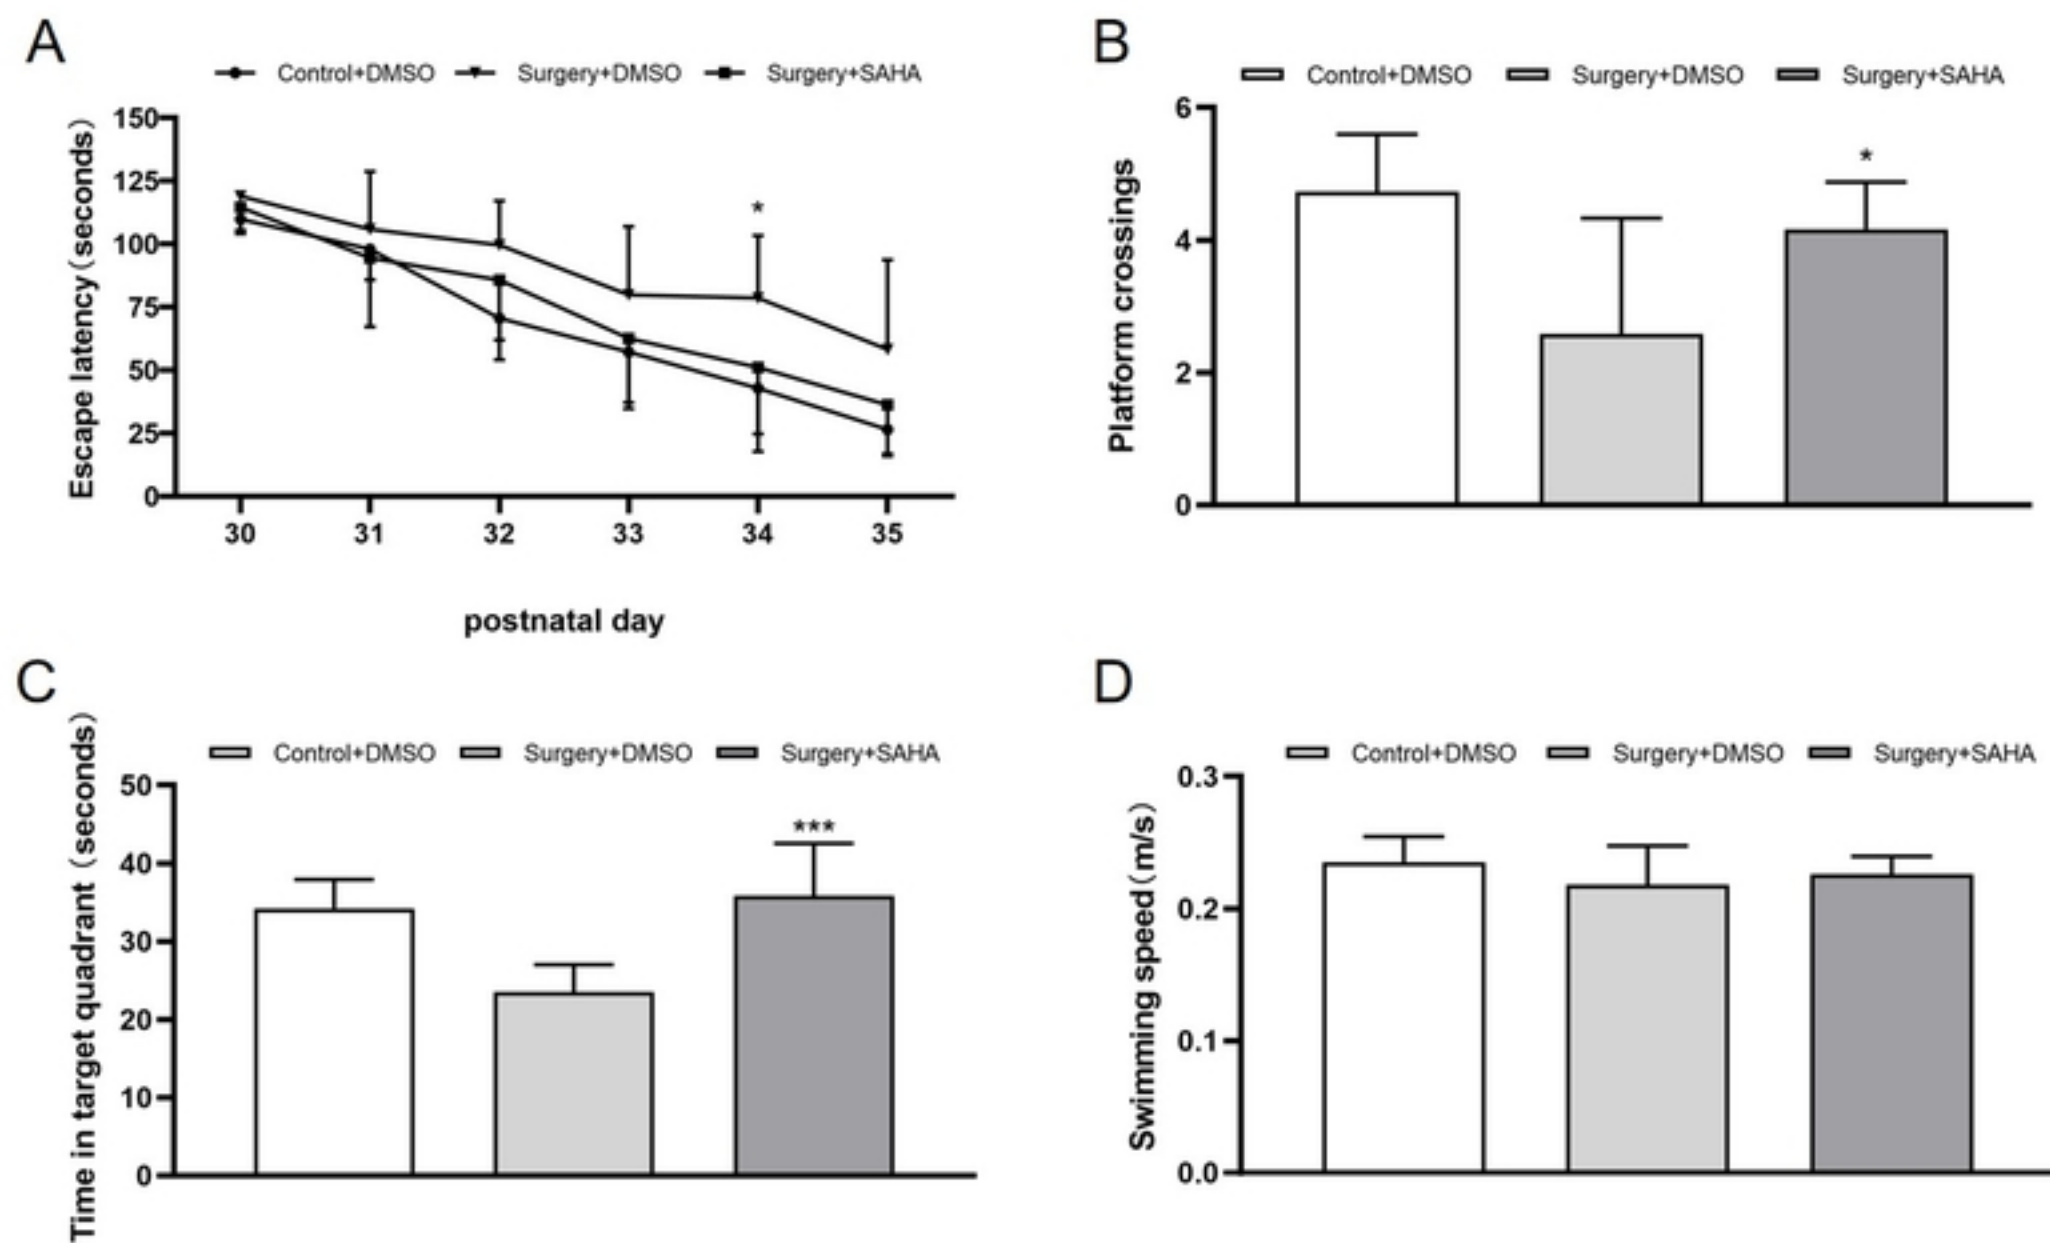 A
Control+DMSO Surgery+DMSO Surgery+SAHA
Escape latency(seconds)
150
125
100
75
50
25
0
*
30 31 32 33 34 35
postnatal day
B
Control+DMSO Surgery+DMSO Surgery+SAHA
Platform crossings
6
4
2
0
*
C
Control+DMSO Surgery+DMSO Surgery+SAHA
Time in target quadrant (seconds)
50
40
30
20
10
0
***
D
Control+DMSO Surgery+DMSO Surgery+SAHA
Swimming speed(m/s)
0.3
0.2
0.1
0.0